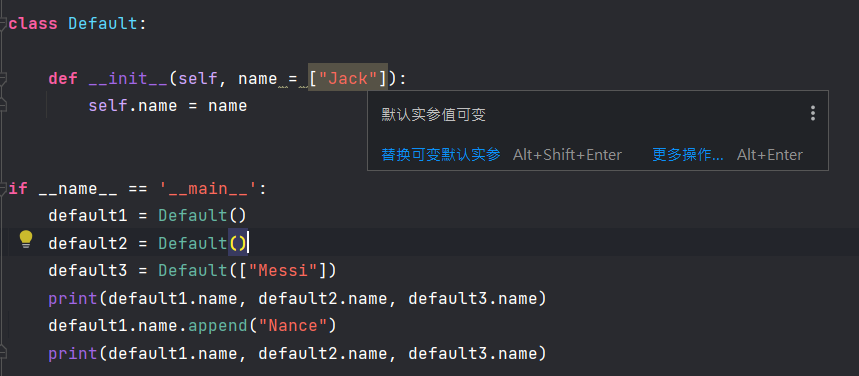 class Default:
def __init__(self, name = ["Jack"]):
self.name = name
默认实参值可变
替换可变默认实参 Alt+Shift+Enter 更多操作... Alt+Enter
if __name__ == '__main__':
default1 = Default()
default2 = Default()
default3 = Default(["Messi"])
print(default1.name, default2.name, default3.name)
default1.name.append("Nance")
print(default1.name, default2.name, default3.name)